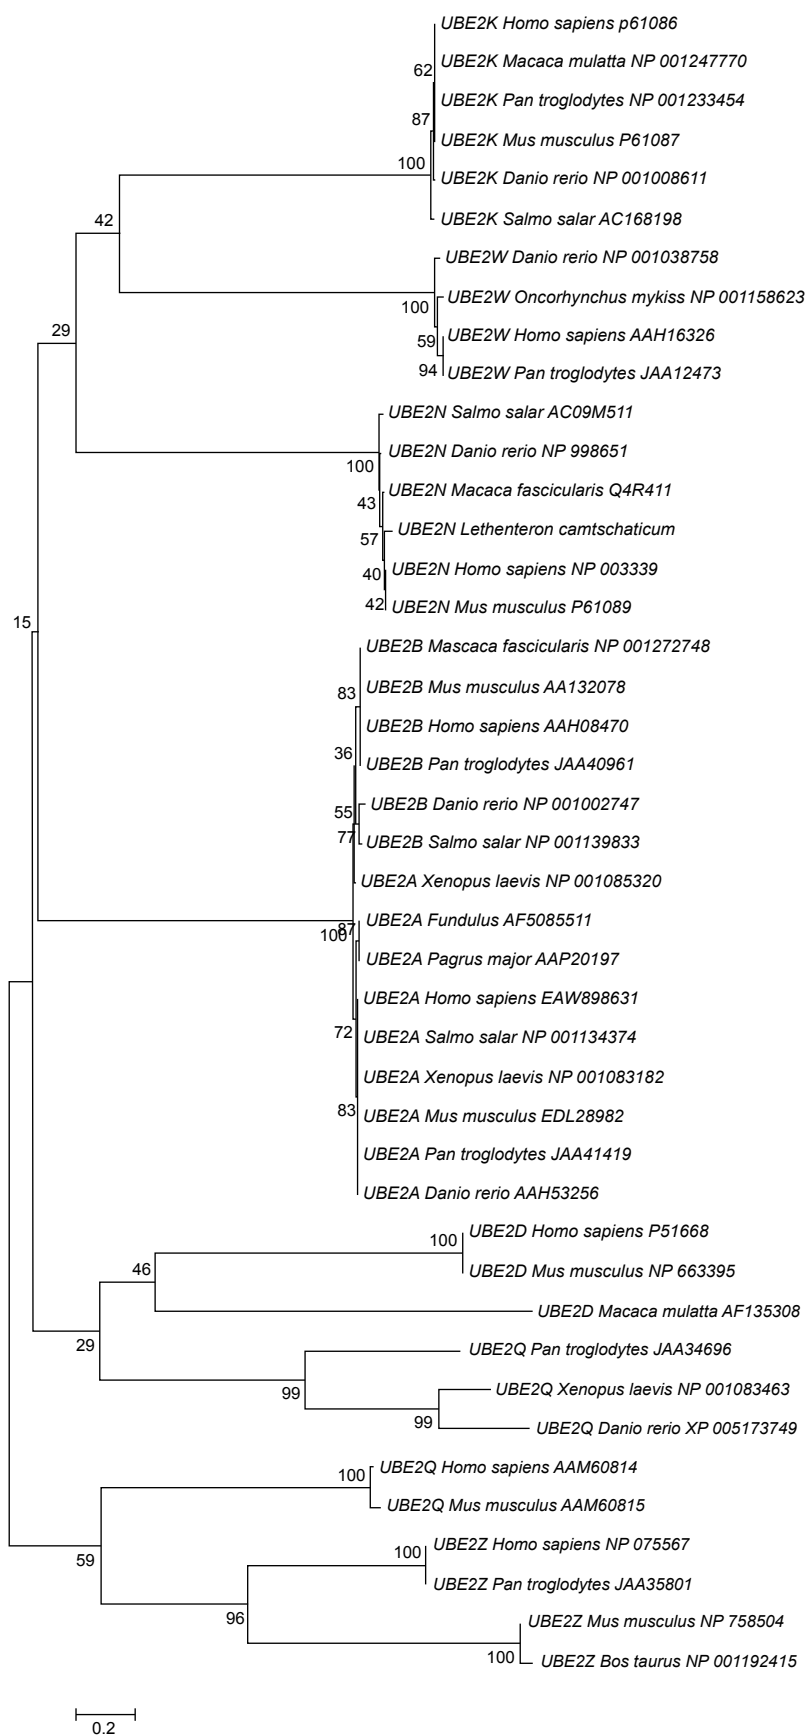 UBE2K Homo sapiens p61086
UBE2K Macaca mulatta NP 001247770
62
UBE2K Pan troglodytes NP 001233454
87
UBE2K Mus musculus P61087
100
UBE2K Danio rerio NP 001008611
UBE2K Salmo salar AC168198
42
UBE2W Danio rerio NP 001038758
UBE2W Oncorhynchus mykiss NP 001158623
100
29
UBE2W Homo sapiens AAH16326
59
94
UBE2W Pan troglodytes JAA12473
UBE2N Salmo salar AC09M511
UBE2N Danio rerio NP 998651
100
UBE2N Macaca fascicularis Q4R411
43
UBE2N Lethenteron camtschaticum
57
UBE2N Homo sapiens NP 003339
40
42
UBE2N Mus musculus P61089
15
UBE2B Mascaca fascicularis NP 001272748
83
UBE2B Mus musculus AA132078
UBE2B Homo sapiens AAH08470
36
UBE2B Pan troglodytes JAA40961
UBE2B Danio rerio NP 001002747
55
77
UBE2B Salmo salar NP 001139833
UBE2A Xenopus laevis NP 001085320
UBE2A Fundulus AF5085511
87
100
UBE2A Pagrus major AAP20197
UBE2A Homo sapiens EAW898631
72
UBE2A Salmo salar NP 001134374
UBE2A Xenopus laevis NP 001083182
83
UBE2A Mus musculus EDL28982
UBE2A Pan troglodytes JAA41419
UBE2A Danio rerio AAH53256
UBE2D Homo sapiens P51668
100
46
UBE2D Mus musculus NP 663395
UBE2D Macaca mulatta AF135308
29
UBE2Q Pan troglodytes JAA34696
99
UBE2Q Xenopus laevis NP 001083463
99
UBE2Q Danio rerio XP 005173749
UBE2Q Homo sapiens AAM60814
100
UBE2Q Mus musculus AAM60815
UBE2Z Homo sapiens NP 075567
100
59
UBE2Z Pan troglodytes JAA35801
96
UBE2Z Mus musculus NP 758504
100
UBE2Z Bos taurus NP 001192415
0.2